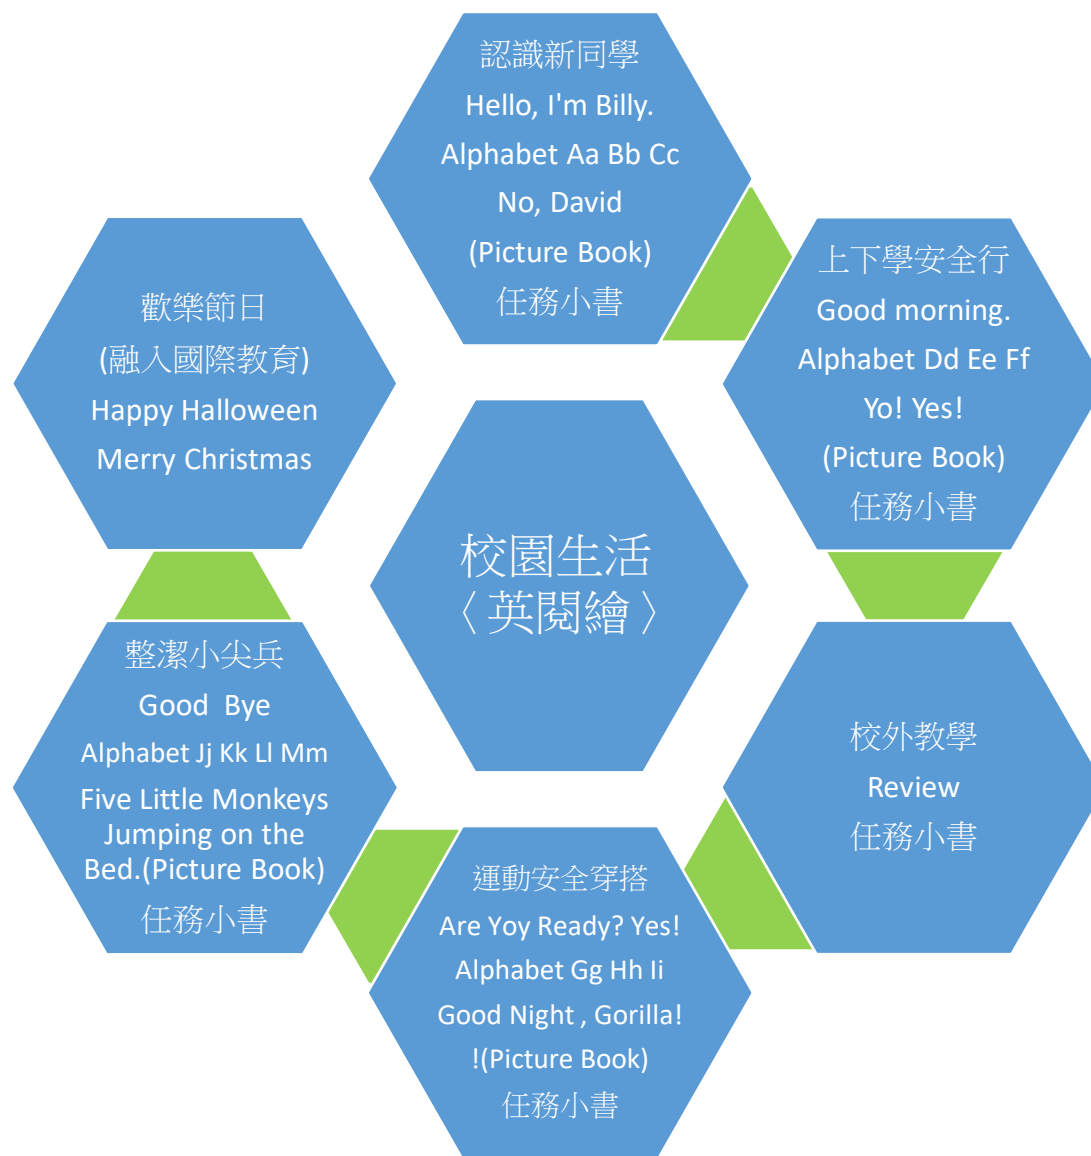 認識新同學
Hello, I'm Billy.
Alphabet Aa Bb Cc
No, David
(Picture Book)
任務小書
上下學安全行
Good morning.
Alphabet Dd Ee Ff
Yo! Yes!
(Picture Book)
任務小書
校外教學
Review
任務小書
運動安全穿搭
Are Yoy Ready? Yes!
Alphabet Gg Hh Ii
Good Night , Gorilla!
!(Picture Book)
任務小書
整潔小尖兵
Good  Bye
Alphabet Jj Kk Ll Mm
Five Little Monkeys
Jumping on the
Bed.(Picture Book)
任務小書
歡樂節日
(融入國際教育)
Happy Halloween
Merry Christmas
校園生活
〈英閱繪〉